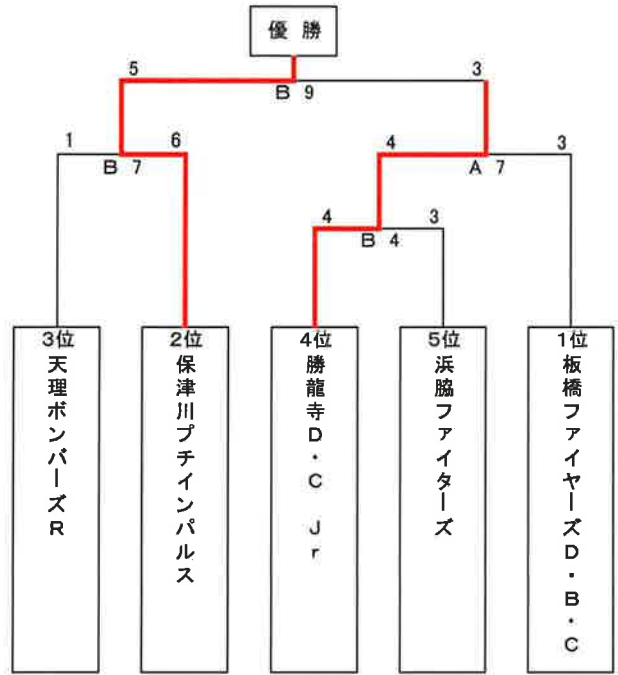 優勝
5 3
B 9
1 6 4 3
B 7 A 7
4 3
B 4
3位 2位 4位 5位 1位
天理ボンバーズR
保津川プチインパルス
勝龍寺D・C Jr
浜脇ファイターズ
板橋ファイヤーズD・B・C